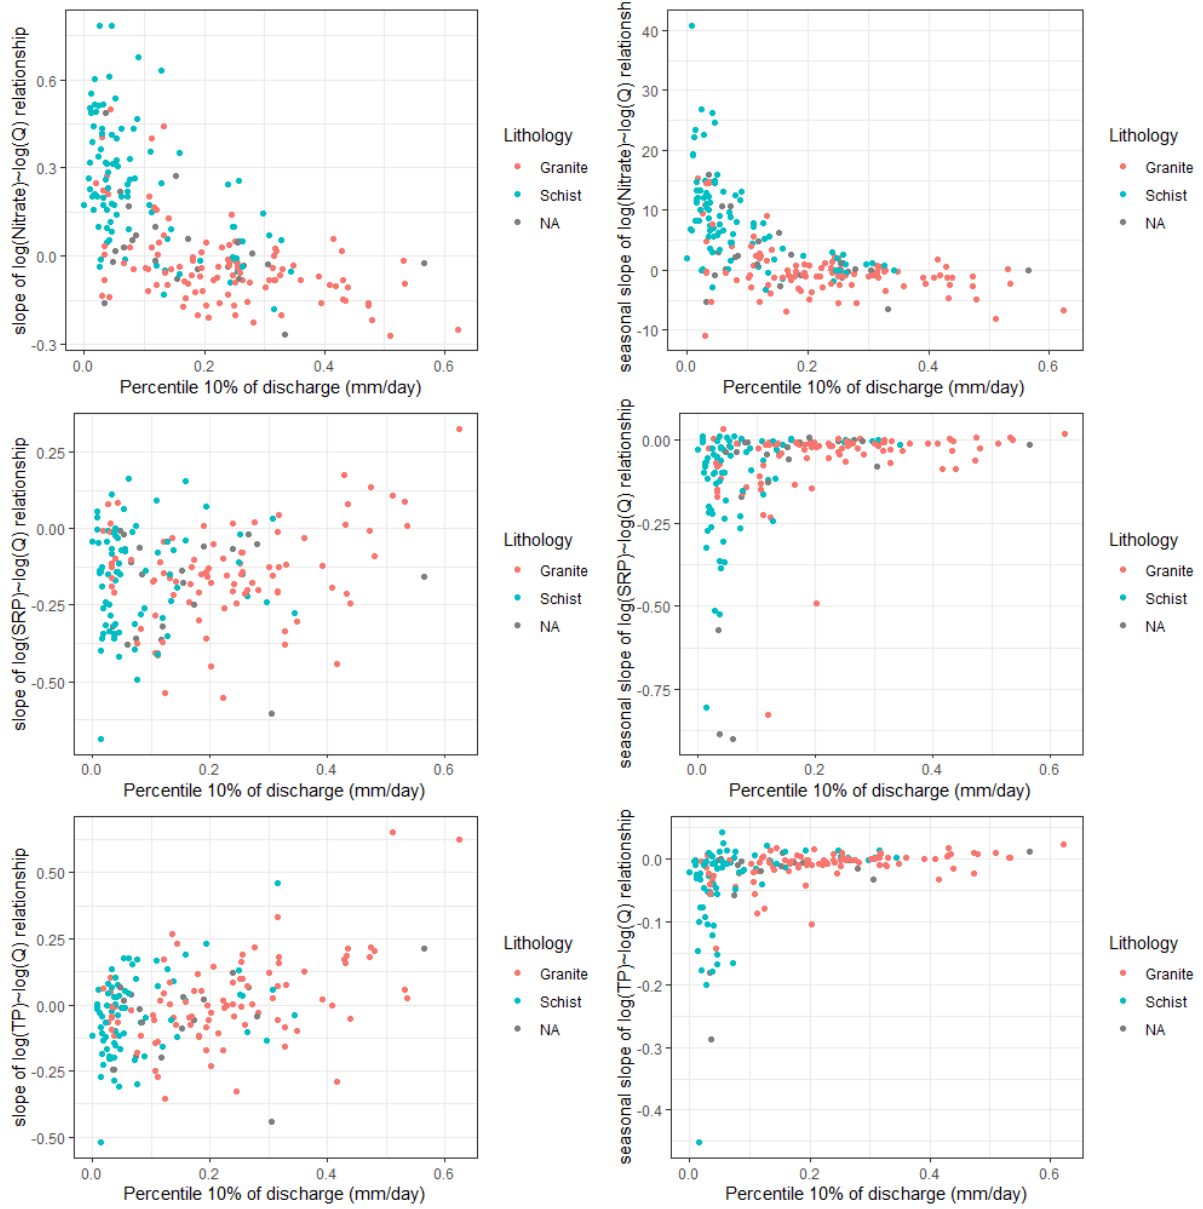 slope of log(Nitrate)~log(Q) relationship
0.6
0.3
0.0
-0.3
0.0 0.2 0.4 0.6
Percentile 10% of discharge (mm/day)
Lithology
Granite
Schist
NA
seasonal slope of log(Nitrate)~log(Q) relationship
40
30
20
10
0
-10
0.0 0.2 0.4 0.6
Percentile 10% of discharge (mm/day)
Lithology
Granite
Schist
NA
slope of log(SRP)~log(Q) relationship
0.25
0.00
-0.25
-0.50
0.0 0.2 0.4 0.6
Percentile 10% of discharge (mm/day)
Lithology
Granite
Schist
NA
seasonal slope of log(SRP)~log(Q) relationship
0.00
-0.25
-0.50
-0.75
0.0 0.2 0.4 0.6
Percentile 10% of discharge (mm/day)
Lithology
Granite
Schist
NA
slope of log(TP)~log(Q) relationship
0.50
0.25
0.00
-0.25
-0.50
0.0 0.2 0.4 0.6
Percentile 10% of discharge (mm/day)
Lithology
Granite
Schist
NA
seasonal slope of log(TP)~log(Q) relationship
0.0
-0.1
-0.2
-0.3
-0.4
0.0 0.2 0.4 0.6
Percentile 10% of discharge (mm/day)
Lithology
Granite
Schist
NA